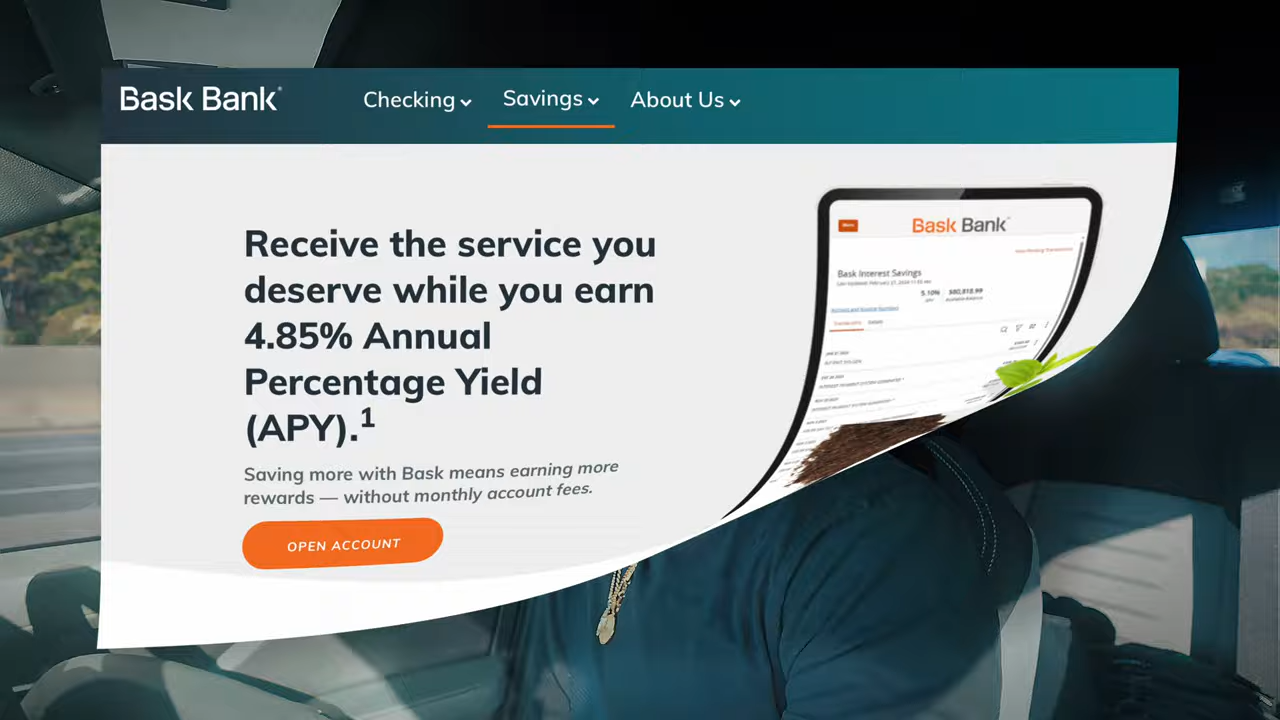 Bask Bank®
Checking
Savings
About Us
Receive the service you
deserve while you earn
4.85% Annual
Percentage Yield
(APY).1
Saving more with Bask means earning more
rewards — without monthly account fees.
OPEN ACCOUNT
Bask Bank
Bask Interest Savings
5.10% $80,818.99